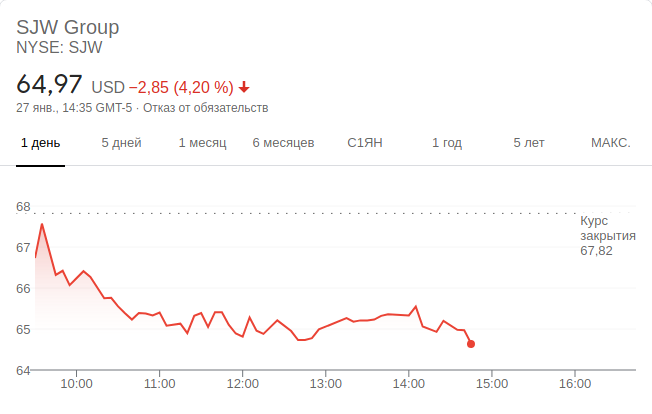 SJW Group
NYSE: SJW
64,97 USD −2,85 (4,20 %)
27 янв., 14:35 GMT-5 · Отказ от обязательств
1 день 5 дней 1 месяц 6 месяцев С1ЯН 1 год 5 лет МАКС.
68
Курс
закрытия
67,82
67
66
65
64
10:00 11:00 12:00 13:00 14:00 15:00 16:00